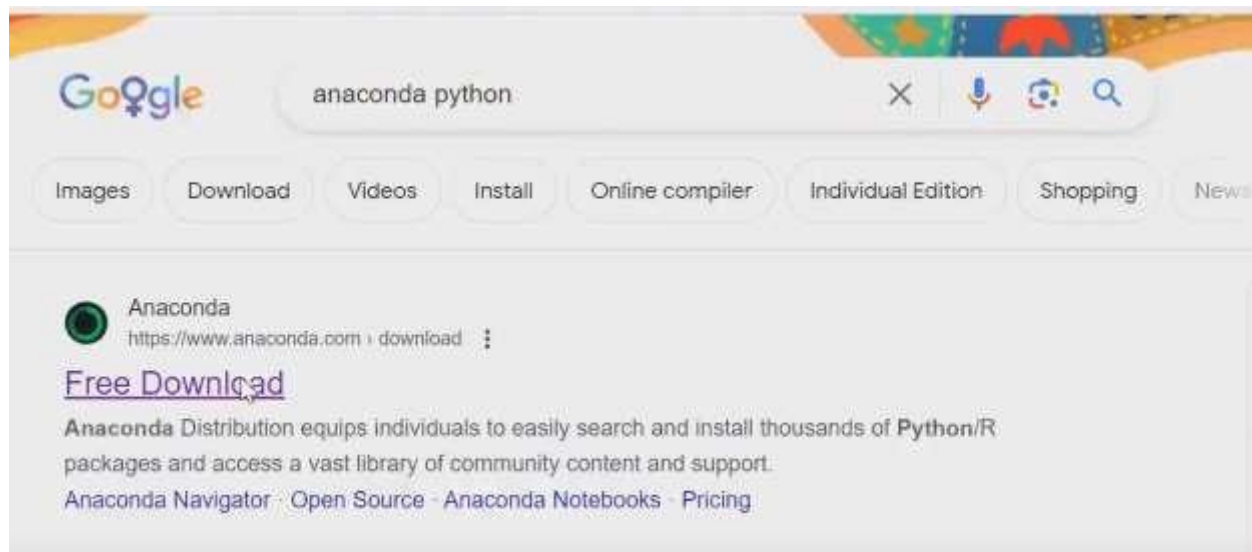 Google
anaconda python
Images Download Videos Install Online compiler Individual Edition Shopping News
Anaconda
https://www.anaconda.com › download
Free Download
Anaconda Distribution equips individuals to easily search and install thousands of Python/R
packages and access a vast library of community content and support.
Anaconda Navigator · Open Source · Anaconda Notebooks · Pricing